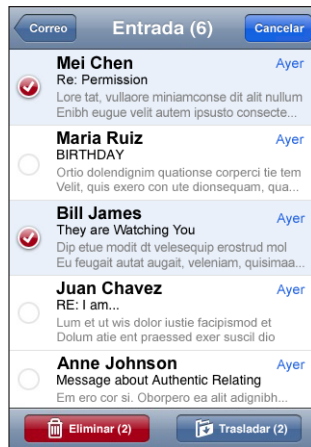 Correo
Entrada (6)
Cancelar
Mei Chen
Ayer
Re: Permission
Lore tat, vullaore miniamconse dit alit nullum
Enibh eugue velit autem ipsusto consecte...
Maria Ruiz
Ayer
BIRTHDAY
Ortio dolendignim quationse corperci tie tem
Velit, quis exero con ute dionsequam, qua...
Bill James
Ayer
They are Watching You
Dip etue modit dt velesequip erostrud mol
Eu feugait autat augait, veleniam, quisimaa...
Juan Chavez
Ayer
RE: I am...
Lum et ut wis dolor iustie facipismod et
Dolum atie ent praessed exer suscil dio
Anne Johnson
Ayer
Message about Authentic Relating
Em ero cor si. Oborpero ea alit adignibh...
Eliminar (2)
Trasladar (2)